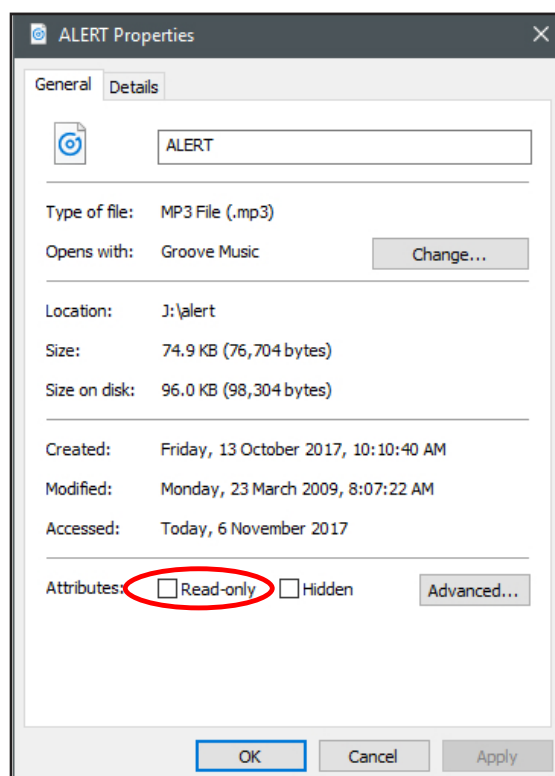 ALERT Properties
General Details
ALERT
Type of file: MP3 File (.mp3)
Opens with: Groove Music Change...
Location: J:\alert
Size: 74.9 KB (76,704 bytes)
Size on disk: 96.0 KB (98,304 bytes)
Created: Friday, 13 October 2017, 10:10:40 AM
Modified: Monday, 23 March 2009, 8:07:22 AM
Accessed: Today, 6 November 2017
Attributes: Read-only Hidden Advanced...
OK Cancel Apply